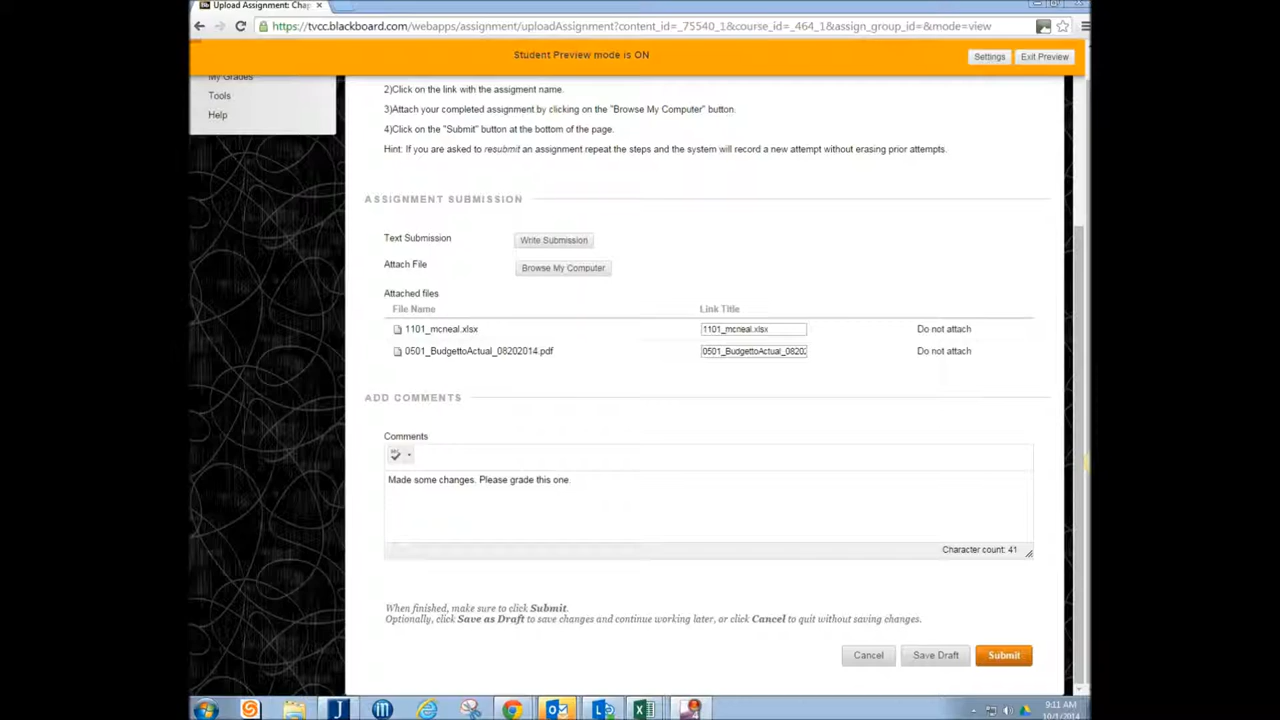 Upload Assignment: Chap
https://tvcc.blackboard.com/webapps/assignment/uploadAssignment?content_id=_75540_1&course_id=_464_1&assign_group_id=&mode=view
Student Preview mode is ON
Settings
Exit Preview
My Grades
Tools
Help
2)Click on the link with the assigment name.
3)Attach your completed assignment by clicking on the "Browse My Computer" button.
4)Click on the "Submit" button at the bottom of the page.
Hint: If you are asked to resubmit an assignment repeat the steps and the system will record a new attempt without erasing prior attempts.
ASSIGNMENT SUBMISSION
Text Submission
Write Submission
Attach File
Browse My Computer
Attached files
File Name Link Title
1101_mcneal.xlsx 1101_mcneal.xlsx Do not attach
0501_BudgettoActual_08202014.pdf 0501_BudgettoActual_0820: Do not attach
ADD COMMENTS
Comments
Made some changes. Please grade this one.
Character count: 41
When finished, make sure to click Submit.
Optionally, click Save as Draft to save changes and continue working later, or click Cancel to quit without saving changes.
Cancel
Save Draft
Submit
9:11 AM
10/1/2014